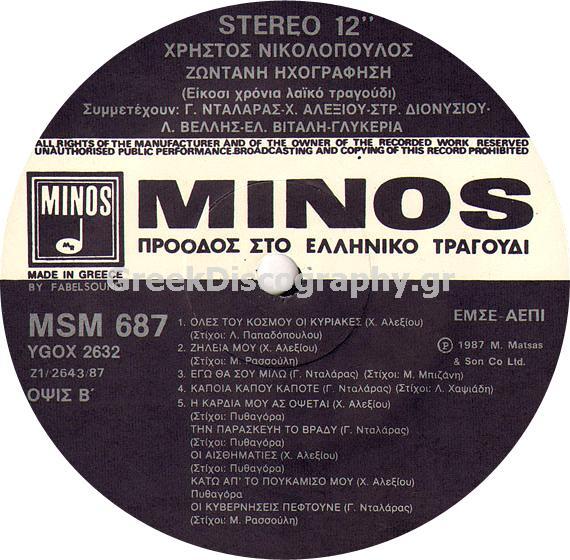 STEREO 12''
ΧΡΗΣΤΟΣ ΝΙΚΟΛΟΠΟΥΛΟΣ
ΖΩΝΤΑΝΗ ΗΧΟΓΡΑΦΗΣΗ
(Είκοσι χρόνια λαϊκό τραγούδι)
Συμμετέχουν: Γ. ΝΤΑΛΑΡΑΣ-Χ. ΑΛΕΞΙΟΥ-ΣΤΡ. ΔΙΟΝΥΣΙΟΥ-
Λ. ΒΕΛΛΗΣ-ΕΛ. ΒΙΤΑΛΗ-ΓΛΥΚΕΡΙΑ
ALL RIGHTS OF THE MANUFACTURER AND OF THE OWNER OF THE RECORDED WORK RESERVED
UNAUTHORISED PUBLIC PERFORMANCE.BROADCASTING AND COPYING OF THIS RECORD PROHIBITED
MINOS
MINOS
ΠΡΟΟΔΟΣ ΣΤΟ ΕΛΛΗΝΙΚΟ ΤΡΑΓΟΥΔΙ
MADE IN GREECE
BY FABELSOUND
GreekDiscography.gr
MSM 687
YGOX 2632
Z1/2643/87
ΟΨΙΣ Β΄
ΕΜΣΕ-ΑΕΠΙ
℗ 1987 M. Matsas
& Son Co Ltd.
1. ΟΛΕΣ ΤΟΥ ΚΟΣΜΟΥ ΟΙ ΚΥΡΙΑΚΕΣ (Χ. Αλεξίου)
(Στίχοι: Λ. Παπαδόπουλου)
2. ΖΗΛΕΙΑ ΜΟΥ (Χ. Αλεξίου)
(Στίχοι: Μ. Ρασσούλη)
3. ΕΓΩ ΘΑ ΣΟΥ ΜΙΛΩ (Γ. Νταλάρας) (Στίχοι: Μ. Μπιζάνη)
4. ΚΑΠΟΙΑ ΚΑΠΟΥ ΚΑΠΟΤΕ (Γ. Νταλάρας) (Στίχοι: Λ. Χαψιάδη)
5. Η ΚΑΡΔΙΑ ΜΟΥ ΑΣ ΟΨΕΤΑΙ (Χ. Αλεξίου)
(Στίχοι: Πυθαγόρα)
ΤΗΝ ΠΑΡΑΣΚΕΥΗ ΤΟ ΒΡΑΔΥ (Γ. Νταλάρας)
(Στίχοι: Πυθαγόρα)
ΟΙ ΑΙΣΘΗΜΑΤΙΕΣ (Χ. Αλεξίου)
(Στίχοι: Πυθαγόρα)
ΚΑΤΩ ΑΠ' ΤΟ ΠΟΥΚΑΜΙΣΟ ΜΟΥ (Χ. Αλεξίου)
Πυθαγόρα
ΟΙ ΚΥΒΕΡΝΗΣΕΙΣ ΠΕΦΤΟΥΝΕ (Γ. Νταλάρας)
(Στίχοι: Μ. Ρασσούλη)